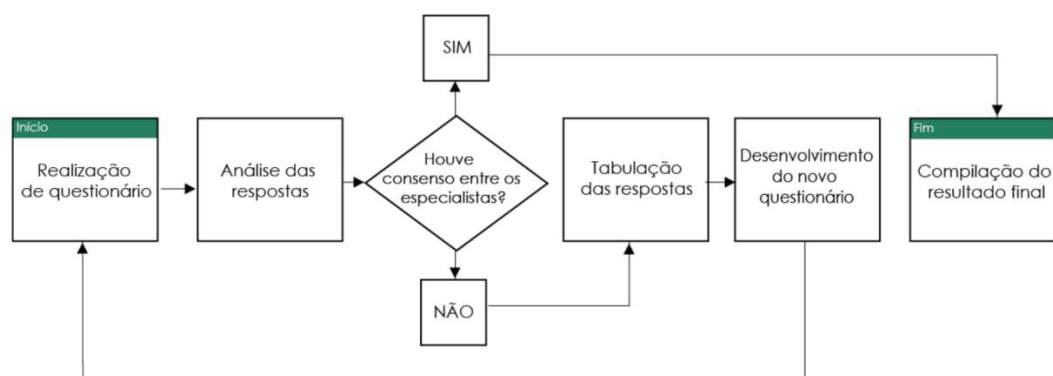 SIM
Início
Realização
de questionário
Análise das
respostas
Houve
consenso entre os
especialistas?
Tabulação
das respostas
Desenvolvimento
do novo
questionário
Fim
Compilação do
resultado final
NÃO